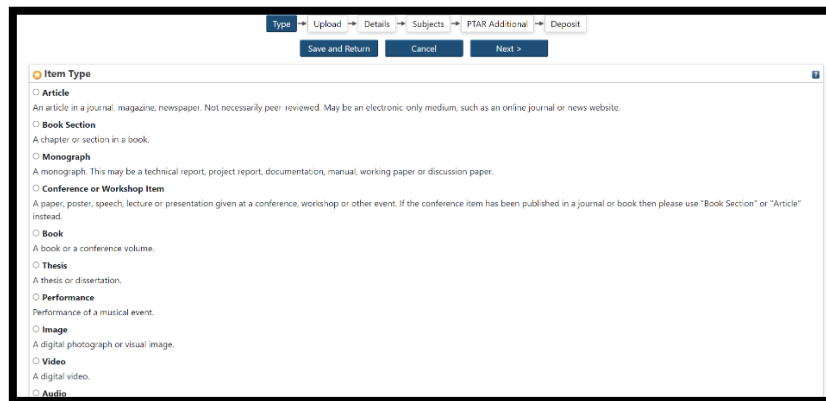 Type → Upload → Details → Subjects → PTAR Additional → Deposit
Save and Return Cancel Next >
Item Type ?
Article
An article in a journal, magazine, newspaper. Not necessarily peer-reviewed. May be an electronic-only medium, such as an online journal or news website.
Book Section
A chapter or section in a book.
Monograph
A monograph. This may be a technical report, project report, documentation, manual, working paper or discussion paper.
Conference or Workshop Item
A paper, poster, speech, lecture or presentation given at a conference, workshop or other event. If the conference item has been published in a journal or book then please use "Book Section" or "Article"
instead.
Book
A book or a conference volume.
Thesis
A thesis or dissertation.
Performance
Performance of a musical event.
Image
A digital photograph or visual image.
Video
A digital video.
Audio